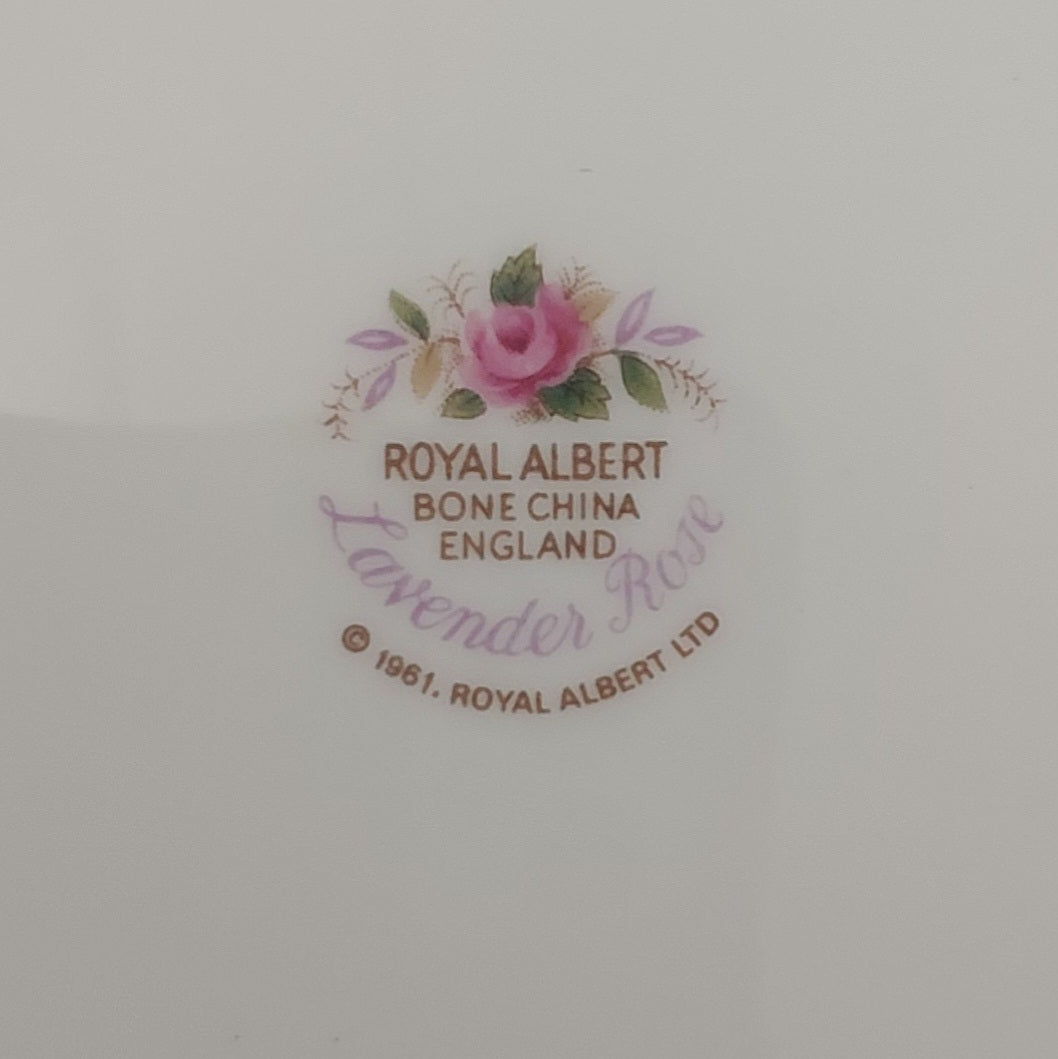 ROYAL ALBERT
BONE CHINA
ENGLAND
Lavender Rose
© 1961. ROYAL ALBERT LTD